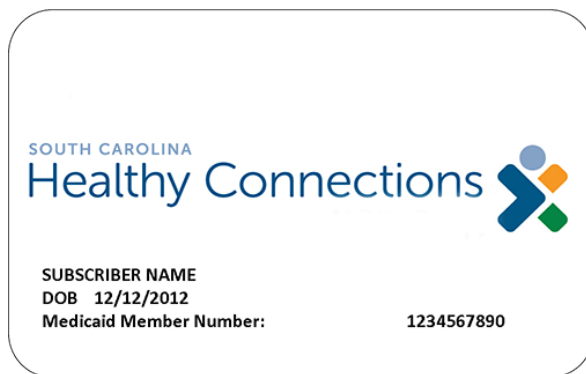 SOUTH CAROLINA
Healthy Connections
SUBSCRIBER NAME
DOB 12/12/2012
Medicaid Member Number: 1234567890